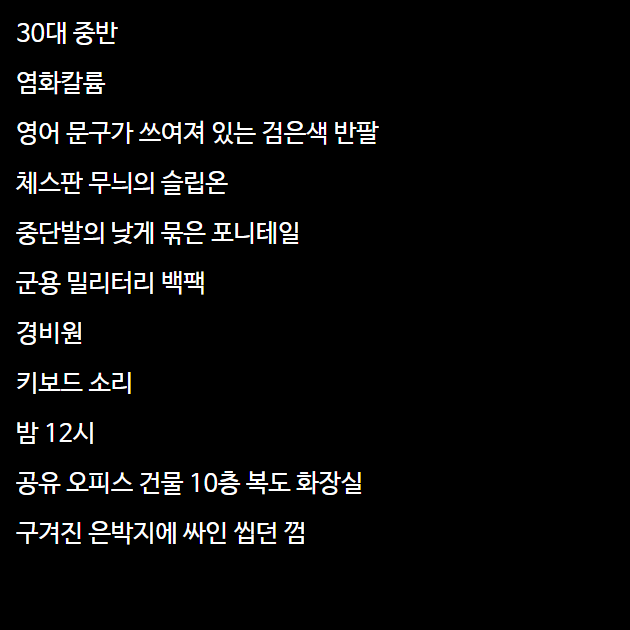 30대 중반
염화칼륨
영어 문구가 쓰여져 있는 검은색 반팔
체스판 무늬의 슬립온
중단발의 낮게 묶은 포니테일
군용 밀리터리 백팩
경비원
키보드 소리
밤 12시
공유 오피스 건물 10층 복도 화장실
구겨진 은박지에 싸인 씹던 껌